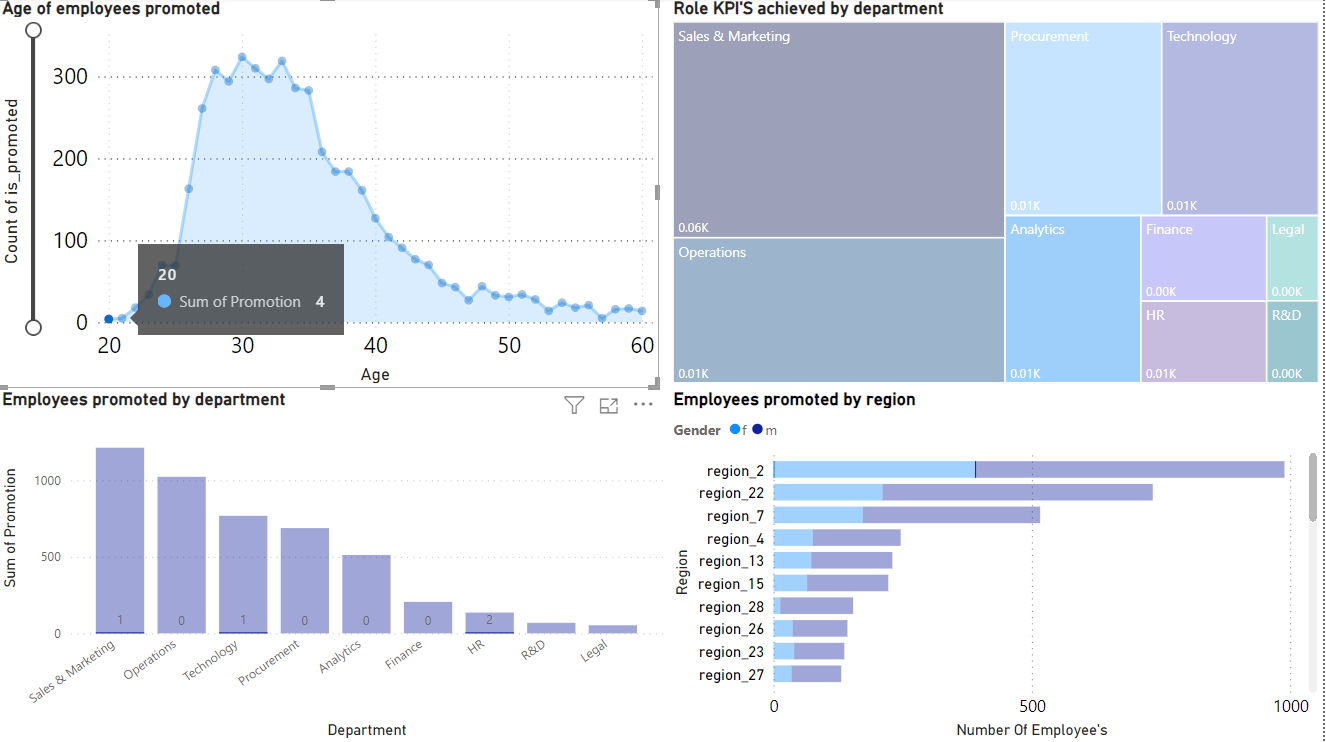 Age of employees promoted
Count of is_promoted
300
200
100
0
20
Sum of Promotion 4
20 30 40 50 60
Age
Role KPI'S achieved by department
Sales & Marketing
0.06K
Operations
0.01K
Procurement
0.01K
Technology
0.01K
Analytics
0.01K
Finance
0.00K
Legal
0.00K
HR
0.01K
R&D
0.00K
Employees promoted by department
Sum of Promotion
1000
500
0
1 0 1 0 0 0 2
Sales & Marketing
Operations
Technology
Procurement
Analytics
Finance
HR
R&D
Legal
Department
Employees promoted by region
Gender f m
Region
region_2
region_22
region_7
region_4
region_13
region_15
region_28
region_26
region_23
region_27
0 500 1000
Number Of Employee's